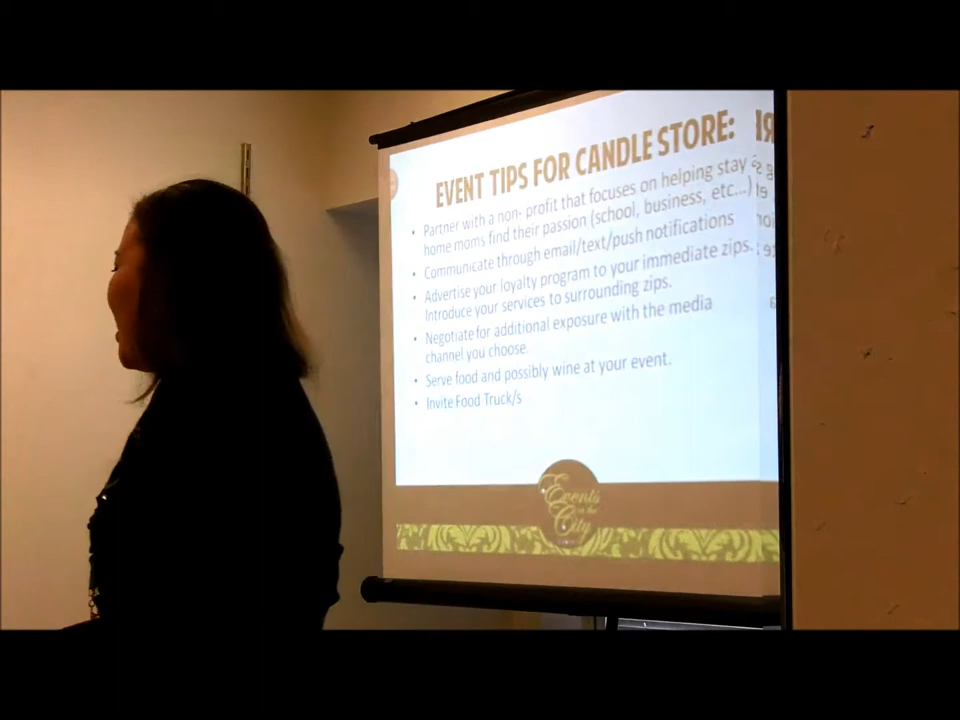 EVENT TIPS FOR CANDLE STORE:
• Partner with a non- profit that focuses on helping stay
home moms find their passion (school, business, etc...)
• Communicate through email/text/push notifications
• Advertise your loyalty program to your immediate zips.
Introduce your services to surrounding zips.
• Negotiate for additional exposure with the media
channel you choose.
• Serve food and possibly wine at your event.
• Invite Food Truck/s
Events
in the
City